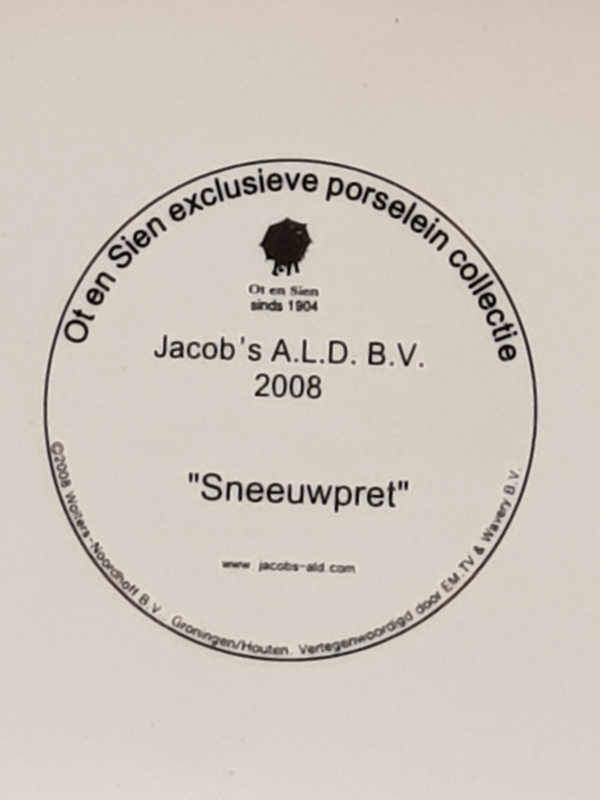 Ot en Sien exclusieve porselein collectie
Ot en Sien
sinds 1904
Jacob's A.L.D. B.V.
2008
"Sneeuwpret"
www.jacobs-ald.com
©2008 Wolters-Noordhoff B.V. Groningen/Houten. Vertegenwoordigd door EM.TV & Wavery B.V.